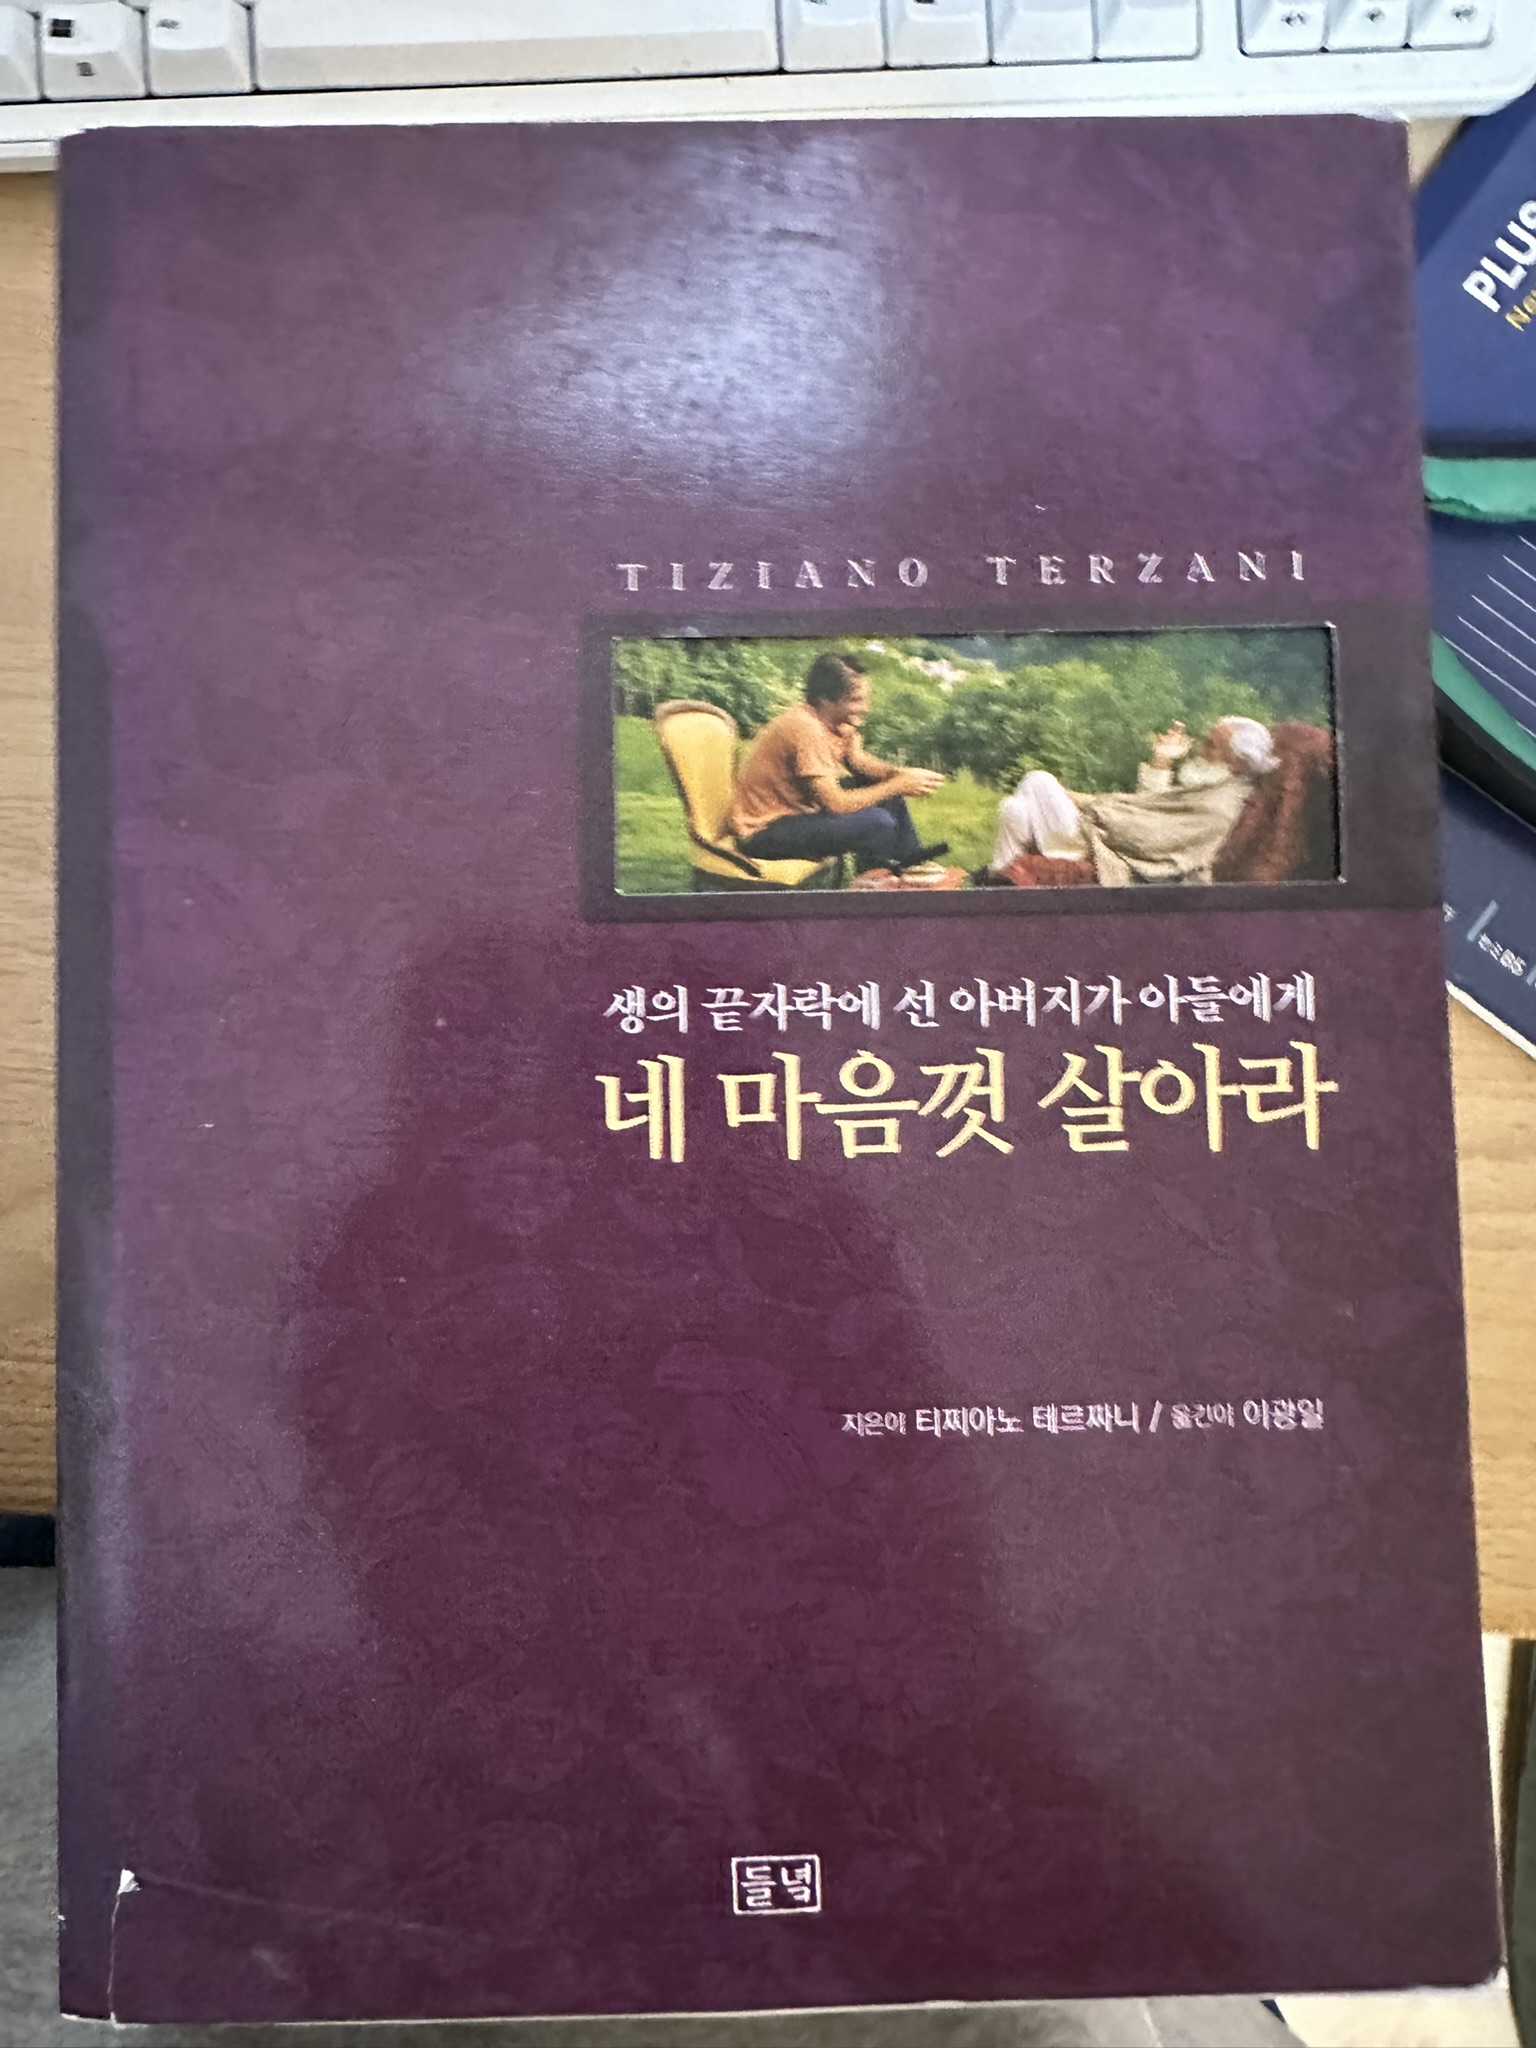 TIZIANO TERZANI
생의 끝자락에 선 아버지가 아들에게
네 마음껏 살아라
지은이 티찌아노 테르짜니 / 옮긴이 이광일
들녘
PLUS